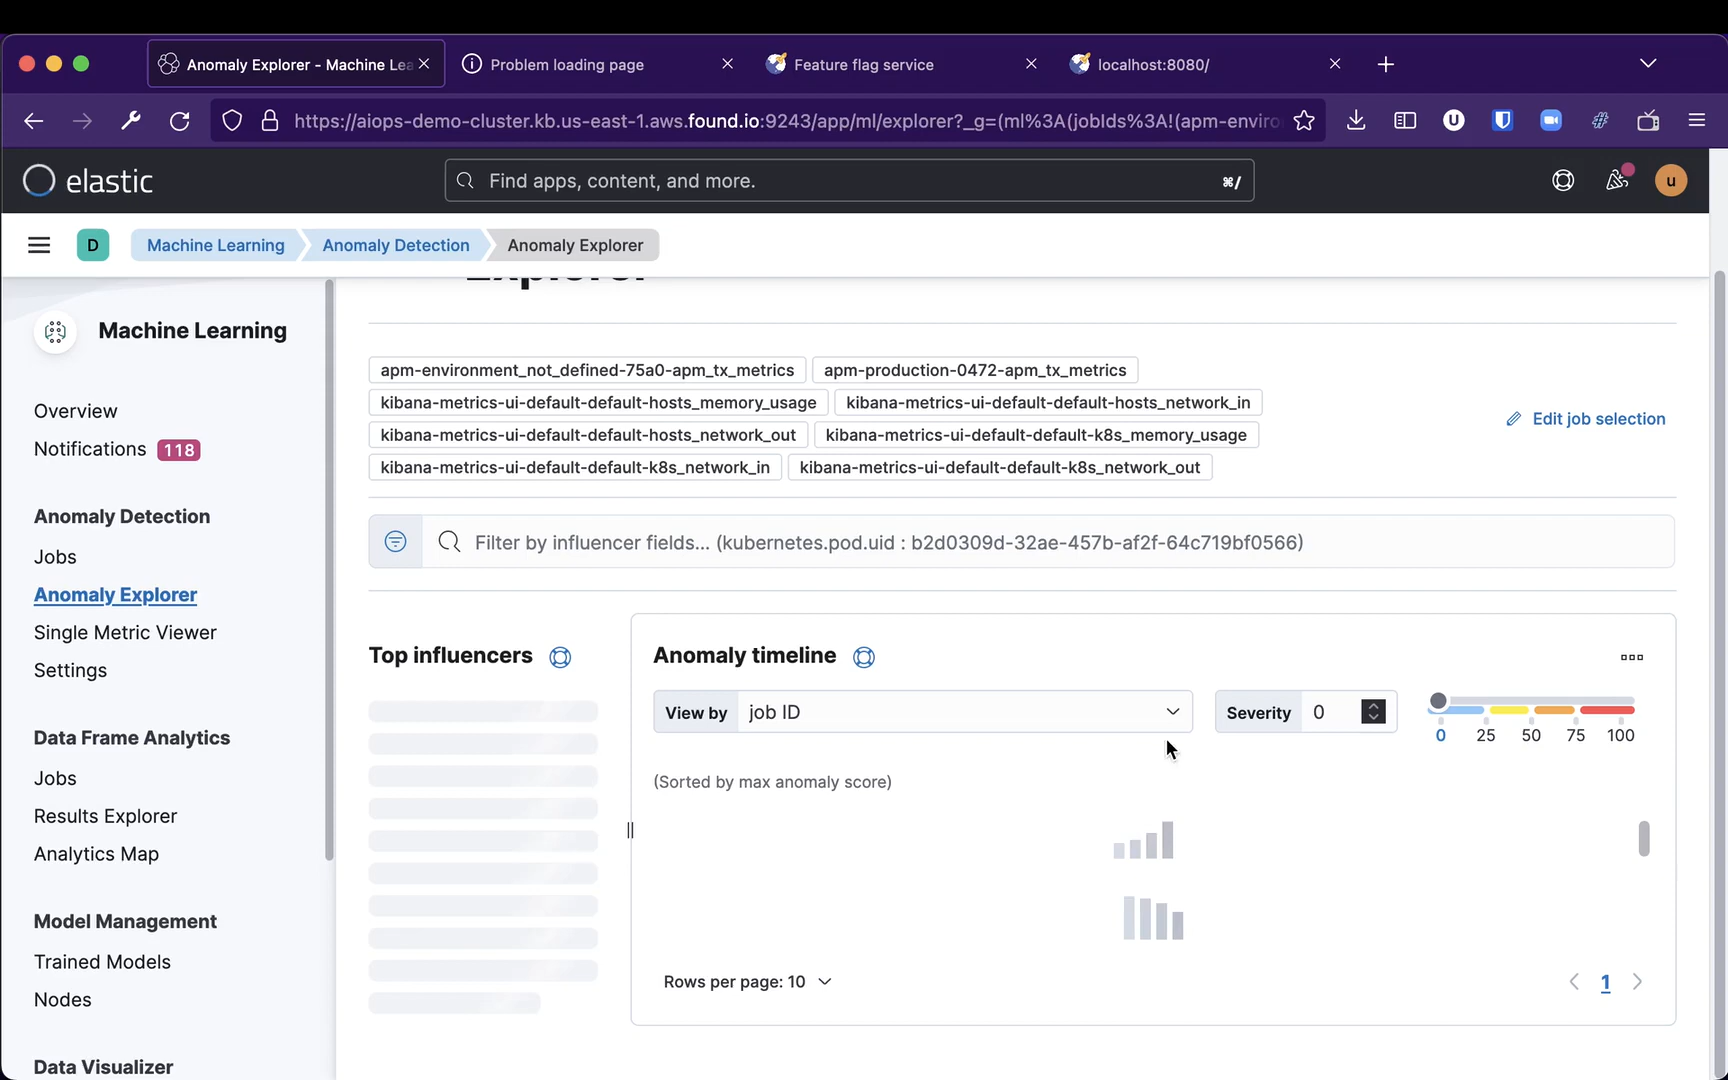 Anomaly Explorer - Machine Lea
Problem loading page
Feature flag service
localhost:8080/
https://aiops-demo-cluster.kb.us-east-1.aws.found.io:9243/app/ml/explorer?_g=(ml%3A(jobIds%3A!(apm-enviro
elastic
Find apps, content, and more.
⌘/
u
D
Machine Learning
Anomaly Detection
Anomaly Explorer
Explorer
Machine Learning
Overview
Notifications 118
Anomaly Detection
Jobs
Anomaly Explorer
Single Metric Viewer
Settings
Data Frame Analytics
Jobs
Results Explorer
Analytics Map
Model Management
Trained Models
Nodes
Data Visualizer
apm-environment_not_defined-75a0-apm_tx_metrics
apm-production-0472-apm_tx_metrics
kibana-metrics-ui-default-default-hosts_memory_usage
kibana-metrics-ui-default-default-hosts_network_in
kibana-metrics-ui-default-default-hosts_network_out
kibana-metrics-ui-default-default-k8s_memory_usage
kibana-metrics-ui-default-default-k8s_network_in
kibana-metrics-ui-default-default-k8s_network_out
Edit job selection
Filter by influencer fields... (kubernetes.pod.uid : b2d0309d-32ae-457b-af2f-64c719bf0566)
Top influencers
Anomaly timeline
View by job ID
Severity 0
0 25 50 75 100
(Sorted by max anomaly score)
Rows per page: 10
1